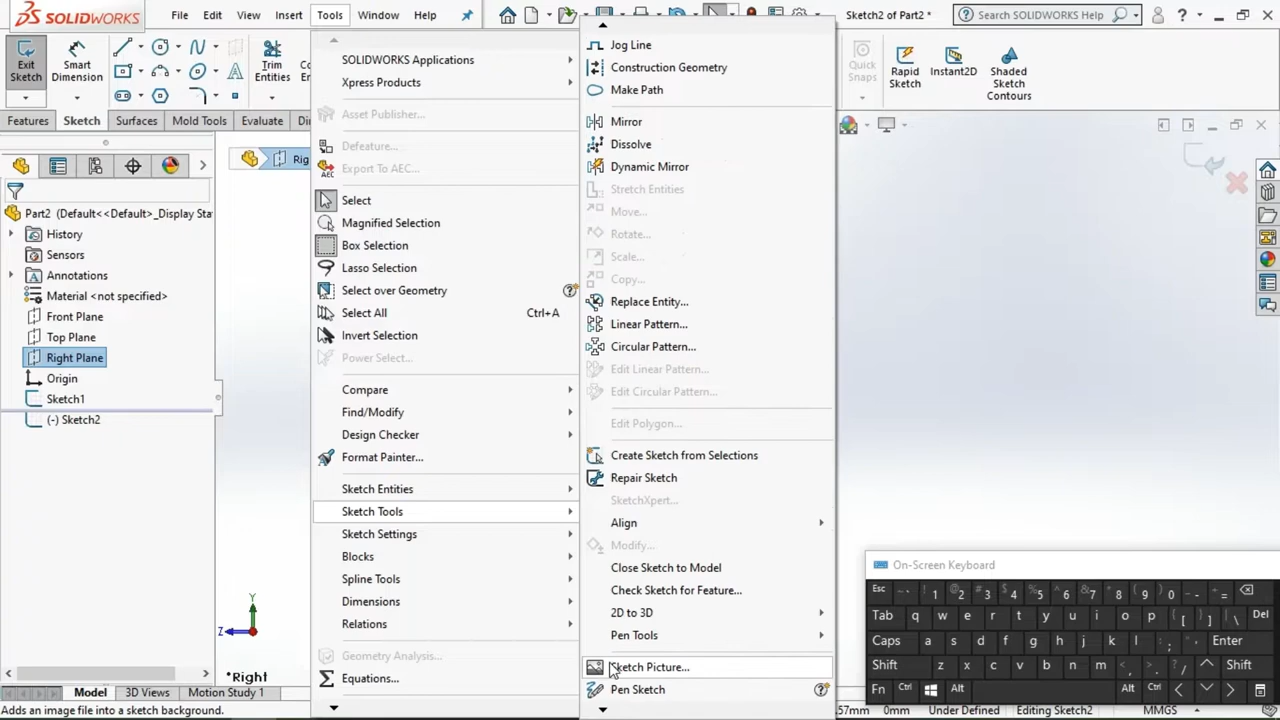 SOLIDWORKS File Edit View Insert Tools Window Help Sketch2 of Part2 * Search SOLIDWORKS Help
Exit Sketch
Smart Dimension
Trim Entities
Quick Snaps
Rapid Sketch
Instant2D
Shaded Sketch Contours
Features Sketch Surfaces Mold Tools Evaluate
Part2 (Default<<Default>_Display Sta
History
Sensors
Annotations
Material <not specified>
Front Plane
Top Plane
Right Plane
Origin
Sketch1
(-) Sketch2
SOLIDWORKS Applications
Xpress Products
Asset Publisher...
Defeature...
Export To AEC...
Select
Magnified Selection
Box Selection
Lasso Selection
Select over Geometry
Select All Ctrl+A
Invert Selection
Power Select...
Compare
Find/Modify
Design Checker
Format Painter...
Sketch Entities
Sketch Tools
Sketch Settings
Blocks
Spline Tools
Dimensions
Relations
Geometry Analysis...
Equations...
Jog Line
Construction Geometry
Make Path
Mirror
Dissolve
Dynamic Mirror
Stretch Entities
Move...
Rotate...
Scale...
Copy...
Replace Entity...
Linear Pattern...
Circular Pattern...
Edit Linear Pattern...
Edit Circular Pattern...
Edit Polygon...
Create Sketch from Selections
Repair Sketch
SketchXpert...
Align
Modify...
Close Sketch to Model
Check Sketch for Feature...
2D to 3D
Pen Tools
Sketch Picture...
Pen Sketch
Y
Z
*Right
On-Screen Keyboard
Esc ~ ` ! 1 @ 2 # 3 $ 4 % 5 ^ 6 & 7 * 8 ( 9 ) 0 _ - + =
Tab q w e r t y u i o p { [ } ] | \ Del
Caps a s d f g h j k l : ; " ' Enter
Shift z x c v b n m < , > . ? / Shift
Fn Ctrl Alt Alt Ctrl
Model 3D Views Motion Study 1
Adds an image file into a sketch background. .57mm 0mm Under Defined Editing Sketch2 MMGS